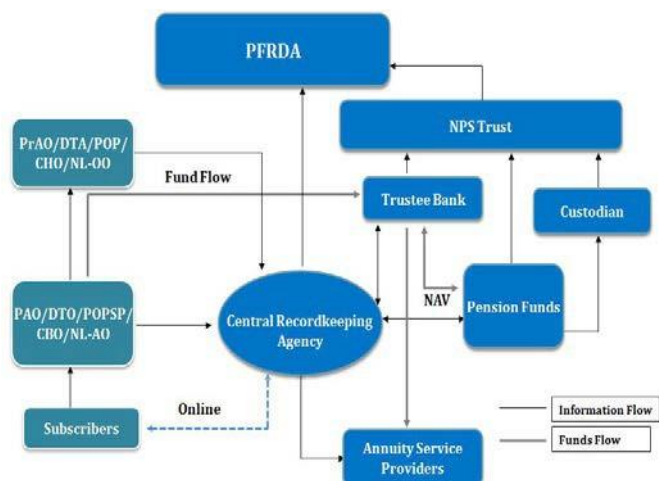 PFRDA
PrAO/DTA/POP/
CHO/NL-OO
NPS Trust
Fund Flow
Trustee Bank
Custodian
PAO/DTO/POPSP/
CBO/NL-AO
Central Recordkeeping
Agency
NAV
Pension Funds
Online
Subscribers
Information Flow
Funds Flow
Annuity Service
Providers